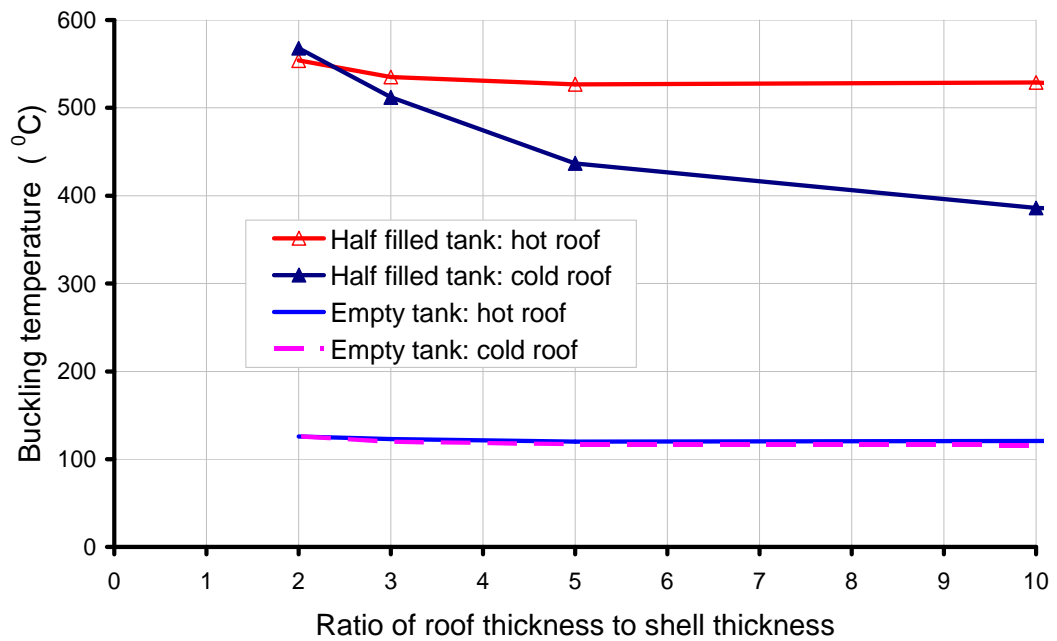 600
500
400
300
200
100
0
Buckling temperature ( ⁰C)
Half filled tank: hot roof
Half filled tank: cold roof
Empty tank: hot roof
Empty tank: cold roof
0 1 2 3 4 5 6 7 8 9 10
Ratio of roof thickness to shell thickness